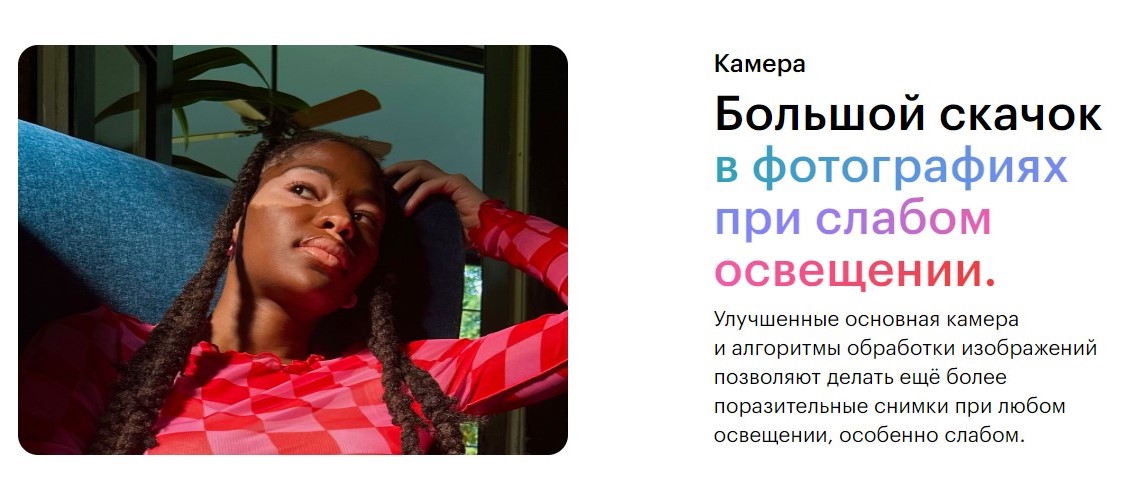 Камера
Большой скачок
в фотографиях
при слабом
освещении.
Улучшенные основная камера
и алгоритмы обработки изображений
позволяют делать ещё более
поразительные снимки при любом
освещении, особенно слабом.